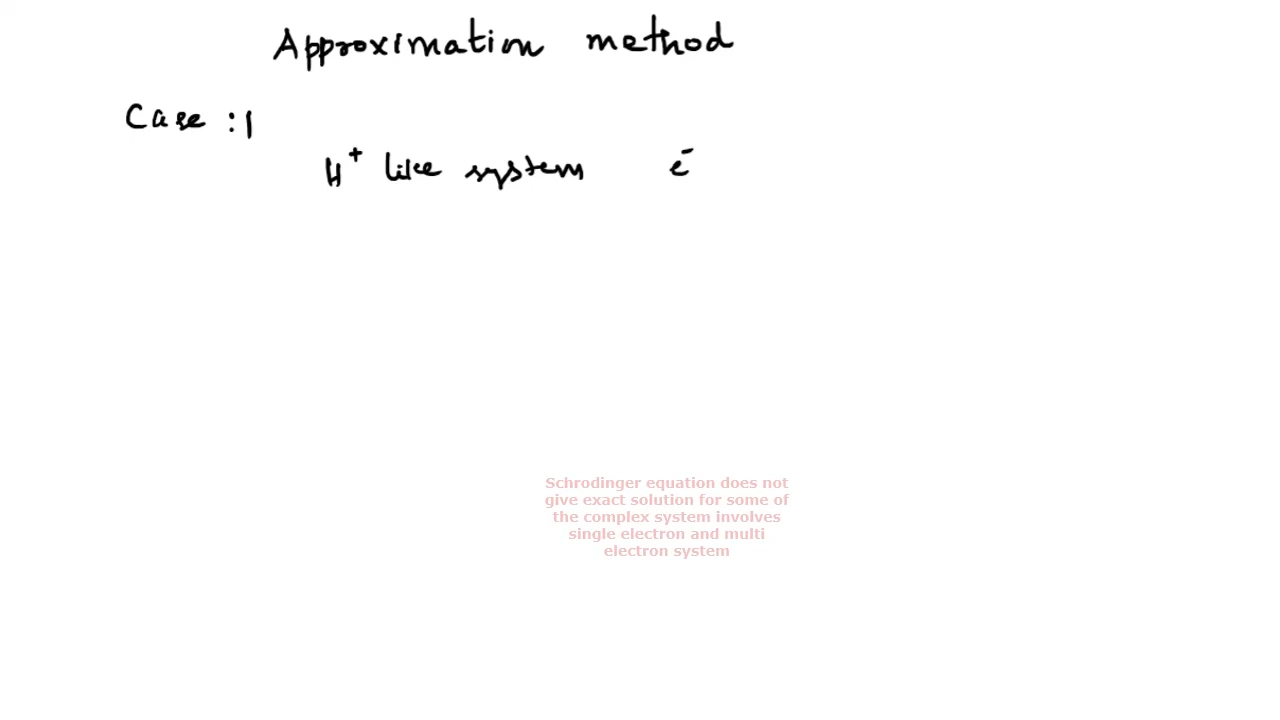 Approximation method
Case : 1
H⁺ like system e⁻
Schrodinger equation does not
give exact solution for some of
the complex system involves
single electron and multi
electron system